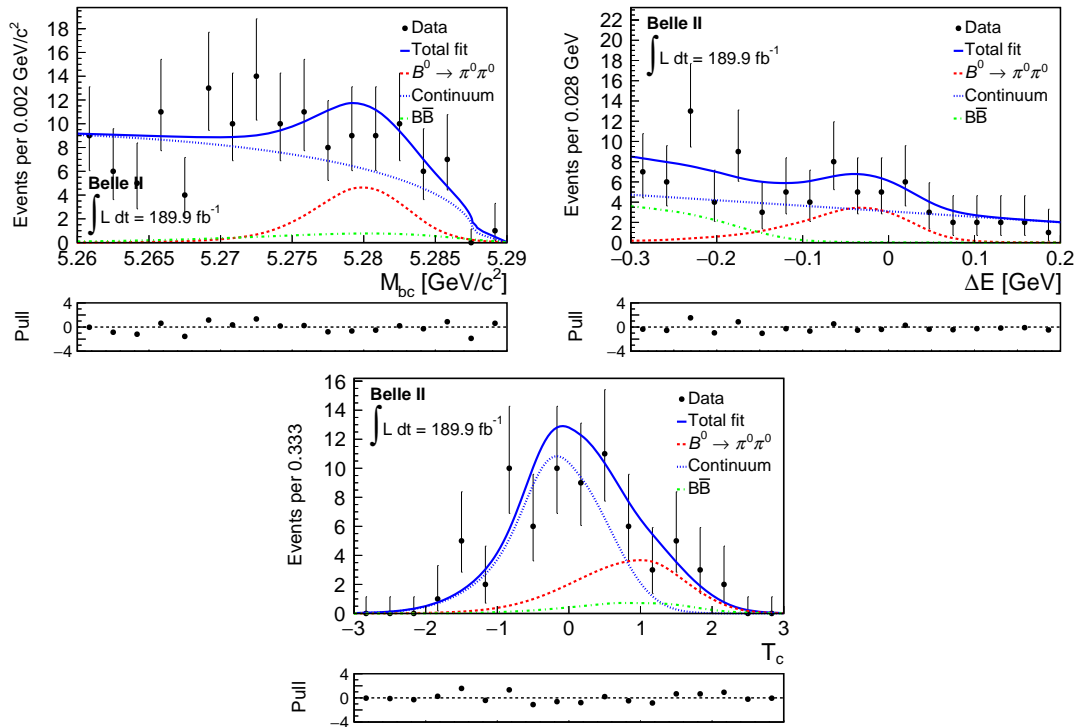 Events per 0.002 GeV/c²
18
16
14
12
10
8
6
4
2
0
Data
Total fit
B⁰ → π⁰π⁰
Continuum
BB̅
Belle II
∫ L dt = 189.9 fb⁻¹
5.26 5.265 5.27 5.275 5.28 5.285 5.29
M_bc [GeV/c²]
Pull
4
0
−4
Events per 0.028 GeV
22
20
18
16
14
12
10
8
6
4
2
0
Belle II
∫ L dt = 189.9 fb⁻¹
Data
Total fit
B⁰ → π⁰π⁰
Continuum
BB̅
−0.3 −0.2 −0.1 0 0.1 0.2
ΔE [GeV]
Pull
4
0
−4
Events per 0.333
16
14
12
10
8
6
4
2
0
Belle II
∫ L dt = 189.9 fb⁻¹
Data
Total fit
B⁰ → π⁰π⁰
Continuum
BB̅
−3 −2 −1 0 1 2 3
T_c
Pull
4
0
−4